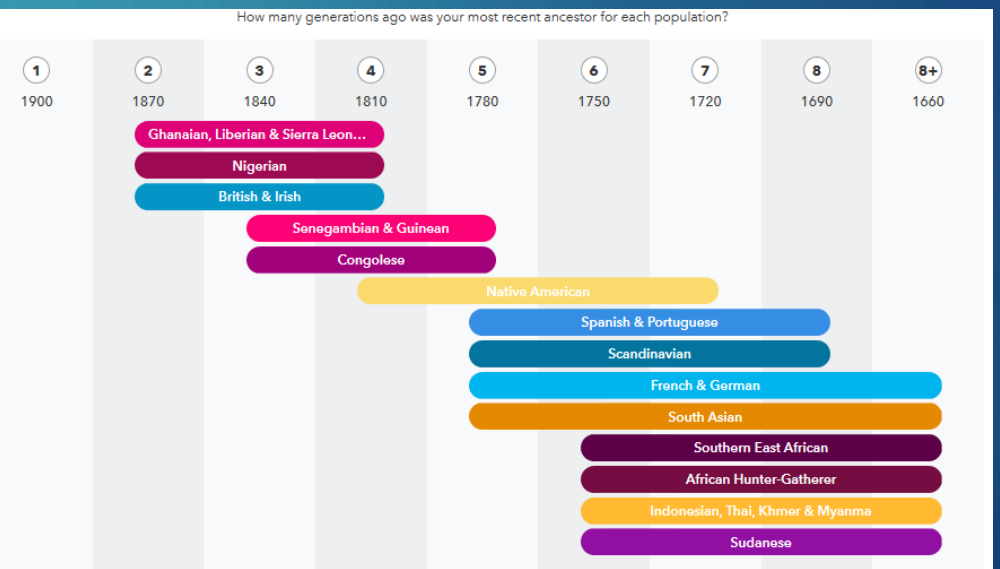 How many generations ago was your most recent ancestor for each population?
1 2 3 4 5 6 7 8 8+
1900 1870 1840 1810 1780 1750 1720 1690 1660
Ghanaian, Liberian & Sierra Leon...
Nigerian
British & Irish
Senegambian & Guinean
Congolese
Native American
Spanish & Portuguese
Scandinavian
French & German
South Asian
Southern East African
African Hunter-Gatherer
Indonesian, Thai, Khmer & Myanma
Sudanese